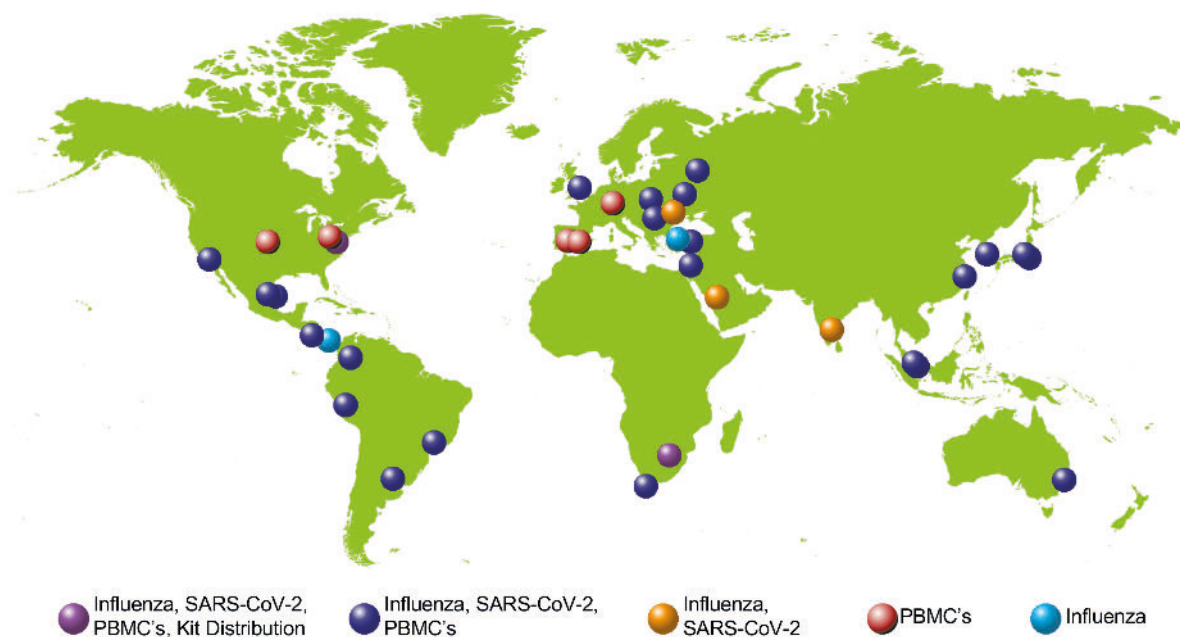 Influenza, SARS-CoV-2,
PBMC's, Kit Distribution
Influenza, SARS-CoV-2,
PBMC's
Influenza,
SARS-CoV-2
PBMC's
Influenza